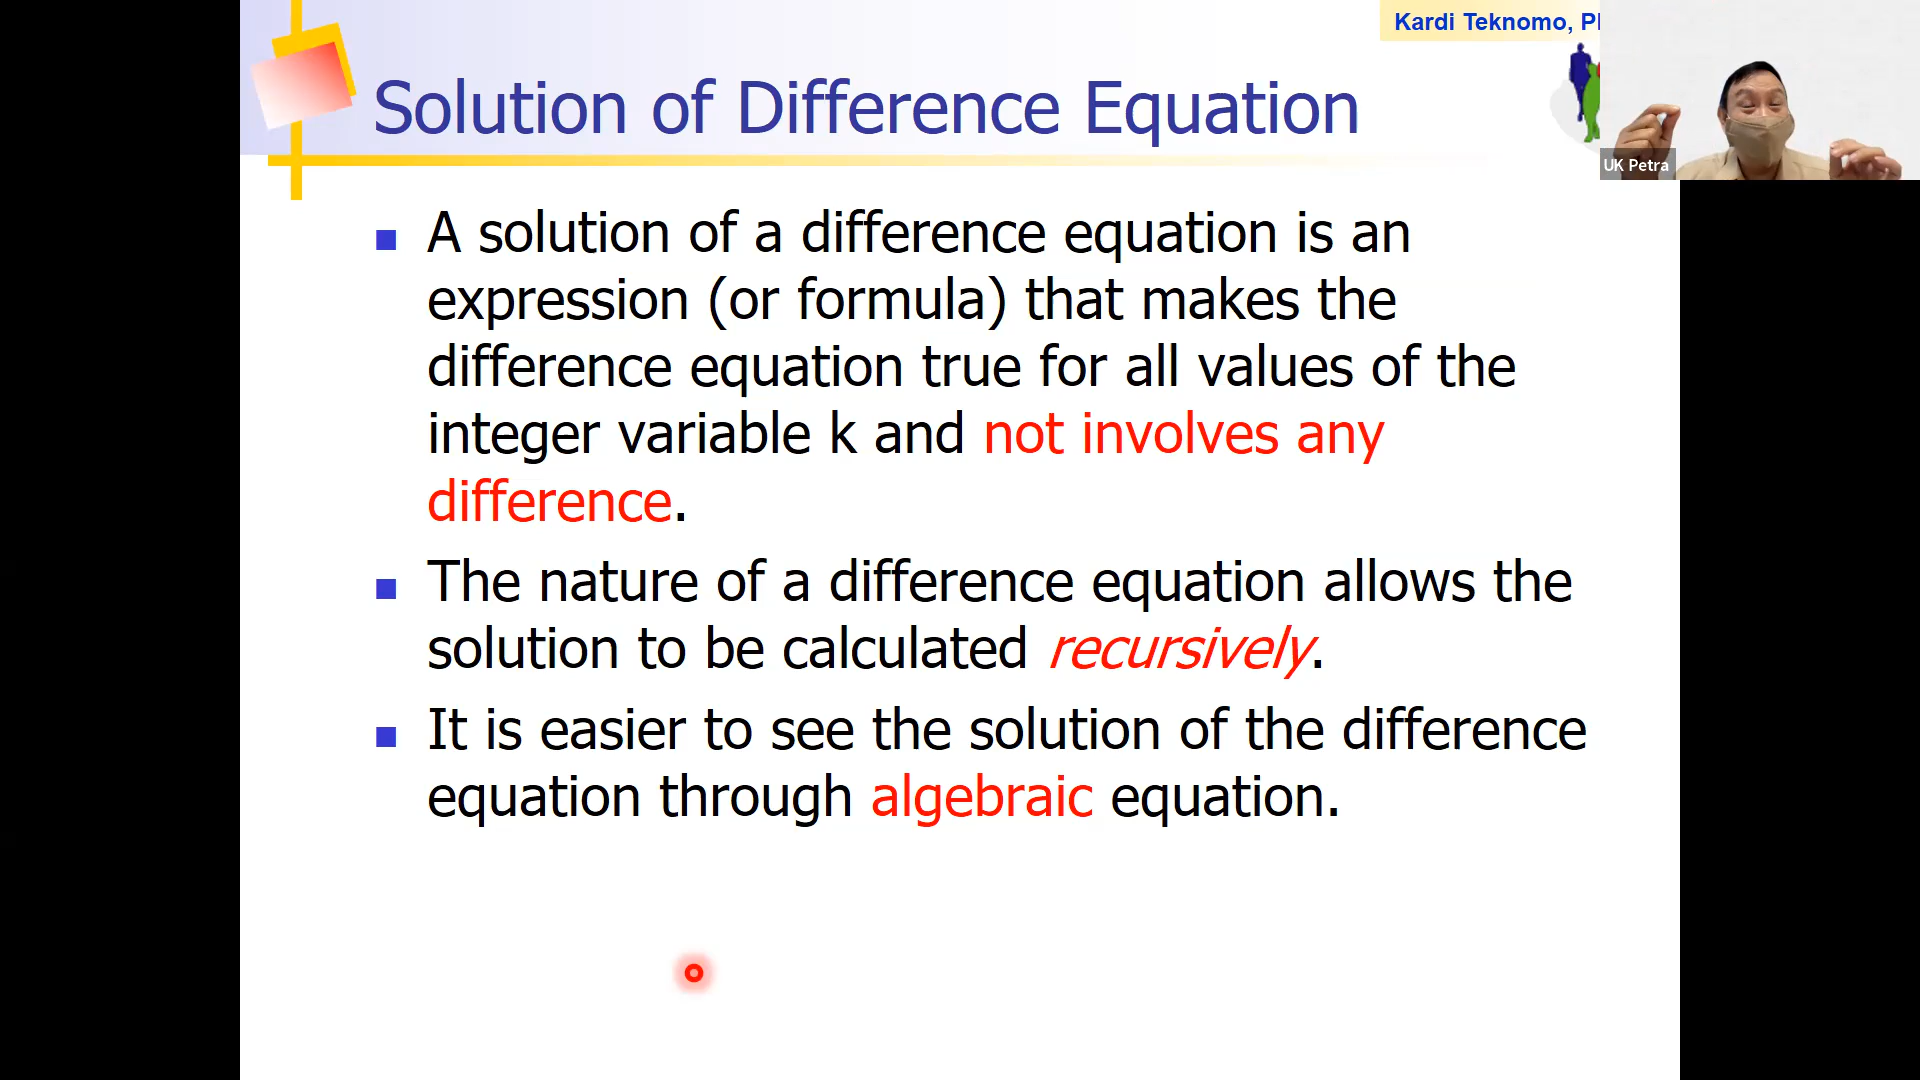 Kardi Teknomo, P
UK Petra
Solution of Difference Equation
A solution of a difference equation is an
expression (or formula) that makes the
difference equation true for all values of the
integer variable k and not involves any
difference.
The nature of a difference equation allows the
solution to be calculated recursively.
It is easier to see the solution of the difference
equation through algebraic equation.